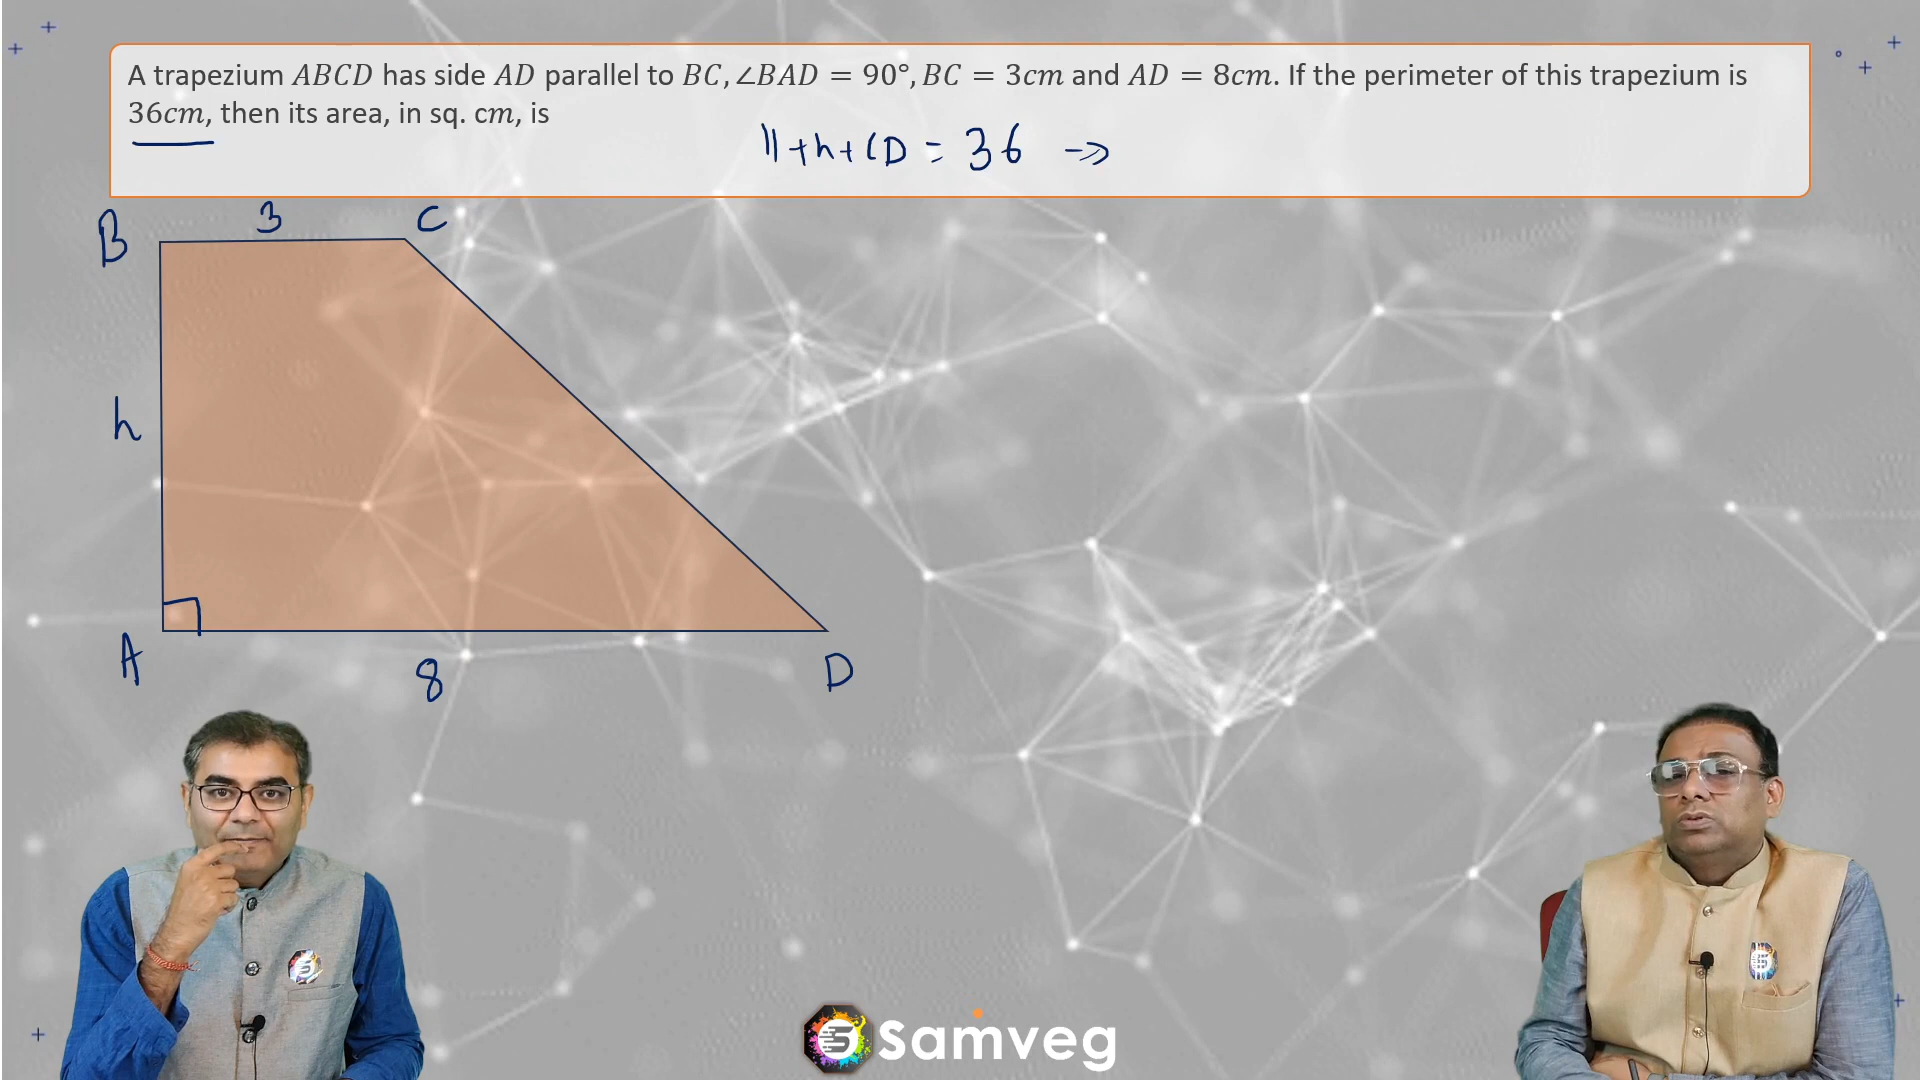 A trapezium ABCD has side AD parallel to BC, ∠BAD = 90°, BC = 3cm and AD = 8cm. If the perimeter of this trapezium is
36cm, then its area, in sq. cm, is
11+h+CD = 36 →>
B 3 C
h
A 8 D
Samveg